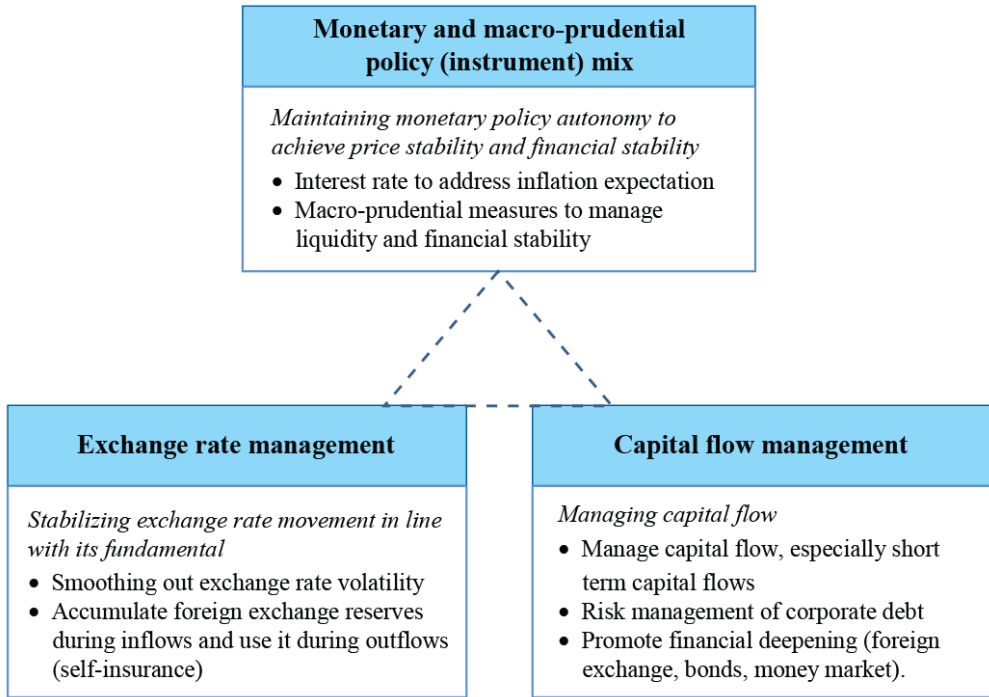 Monetary and macro-prudential
policy (instrument) mix
Maintaining monetary policy autonomy to
achieve price stability and financial stability
• Interest rate to address inflation expectation
• Macro-prudential measures to manage
liquidity and financial stability
Exchange rate management
Stabilizing exchange rate movement in line
with its fundamental
• Smoothing out exchange rate volatility
• Accumulate foreign exchange reserves
during inflows and use it during outflows
(self-insurance)
Capital flow management
Managing capital flow
• Manage capital flow, especially short
term capital flows
• Risk management of corporate debt
• Promote financial deepening (foreign
exchange, bonds, money market).